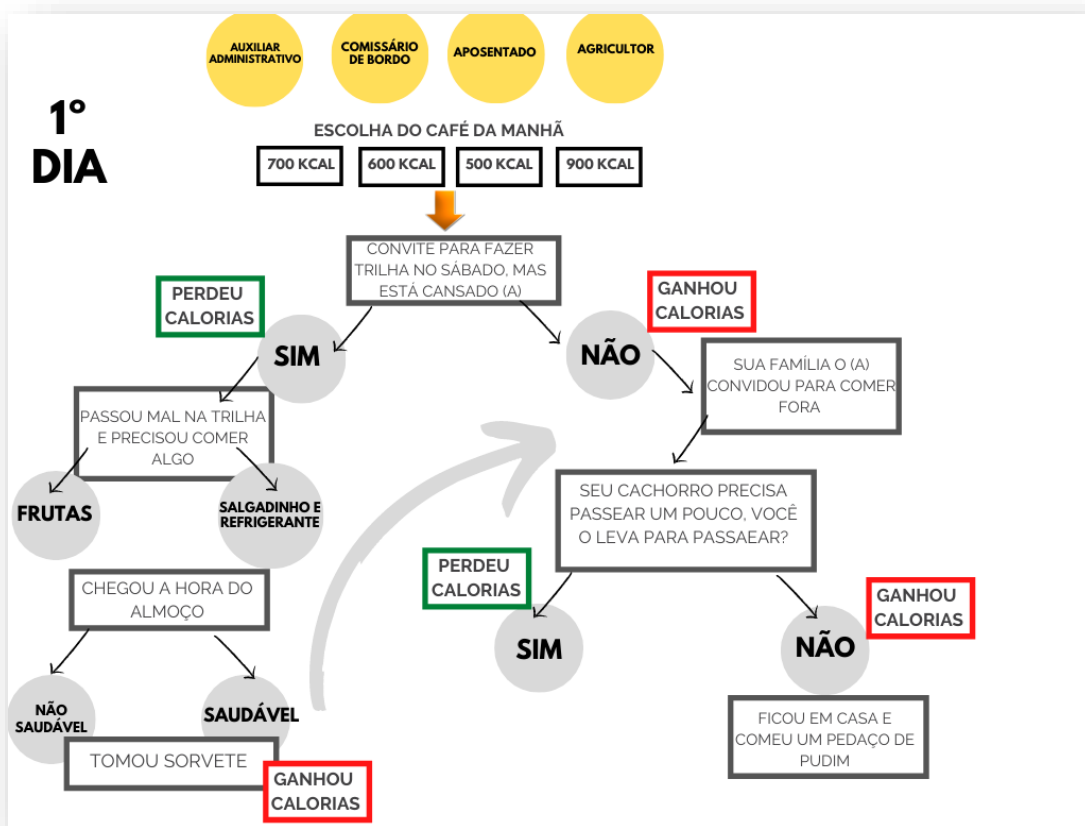 AUXILIAR
ADMINISTRATIVO
COMISSÁRIO
DE BORDO
APOSENTADO
AGRICULTOR
1º
DIA
ESCOLHA DO CAFÉ DA MANHÃ
700 KCAL
600 KCAL
500 KCAL
900 KCAL
CONVITE PARA FAZER
TRILHA NO SÁBADO, MAS
ESTÁ CANSADO (A)
PERDEU
CALORIAS
SIM
NÃO
GANHOU
CALORIAS
PASSOU MAL NA TRILHA
E PRECISOU COMER
ALGO
FRUTAS
SALGADINHO E
REFRIGERANTE
CHEGOU A HORA DO
ALMOÇO
NÃO
SAUDÁVEL
SAUDÁVEL
TOMOU SORVETE
GANHOU
CALORIAS
SUA FAMÍLIA O (A)
CONVIDOU PARA COMER
FORA
SEU CACHORRO PRECISA
PASSEAR UM POUCO, VOCÊ
O LEVA PARA PASSAEAR?
PERDEU
CALORIAS
SIM
NÃO
GANHOU
CALORIAS
FICOU EM CASA E
COMEU UM PEDAÇO DE
PUDIM